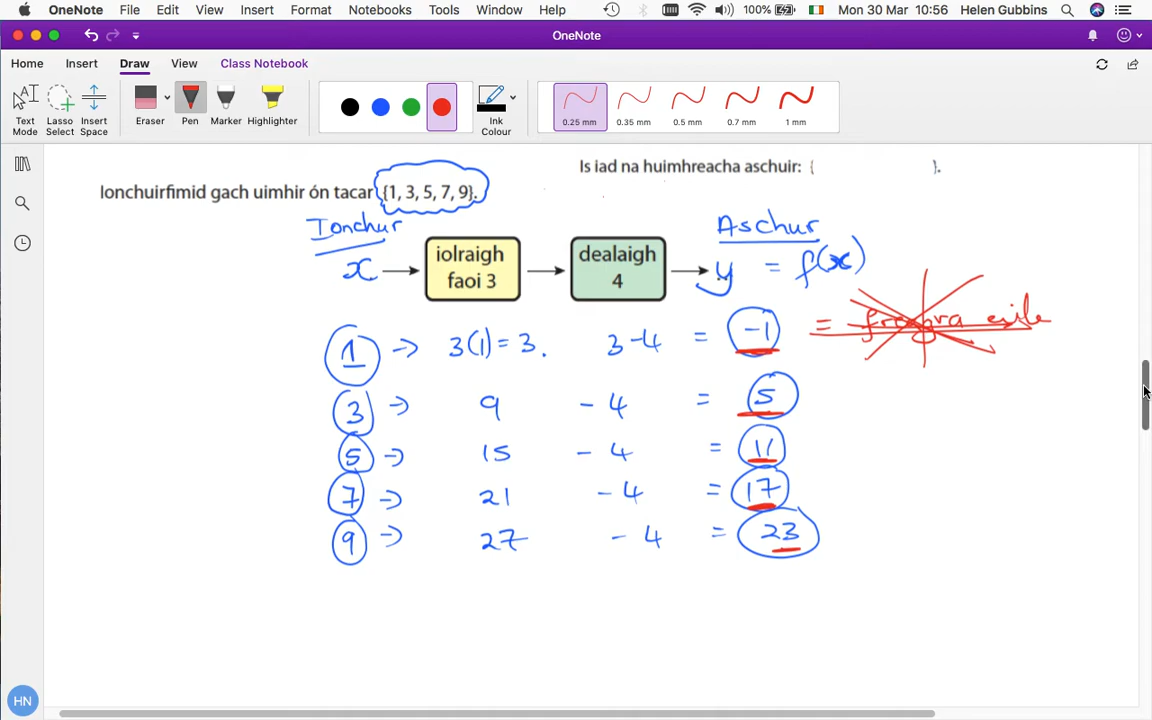 OneNote File Edit View Insert Format Notebooks Tools Window Help 100% Mon 30 Mar 10:56 Helen Gubbins
OneNote
Home Insert Draw View Class Notebook
Text Mode
Lasso Select
Insert Space
Eraser
Pen
Marker
Highlighter
Ink Colour
0.25 mm 0.35 mm 0.5 mm 0.7 mm 1 mm
Is iad na huimhreacha aschuir: { }.
Ionchuirfimid gach uimhir ón tacar {1, 3, 5, 7, 9}.
Ionchur Aschur
x → iolraigh faoi 3 → dealaigh 4 → y = f(x)
1 → 3(1) = 3. 3-4 = -1 = freagra eile
3 → 9 - 4 = 5
5 → 15 - 4 = 11
7 → 21 - 4 = 17
9 → 27 - 4 = 23
HN